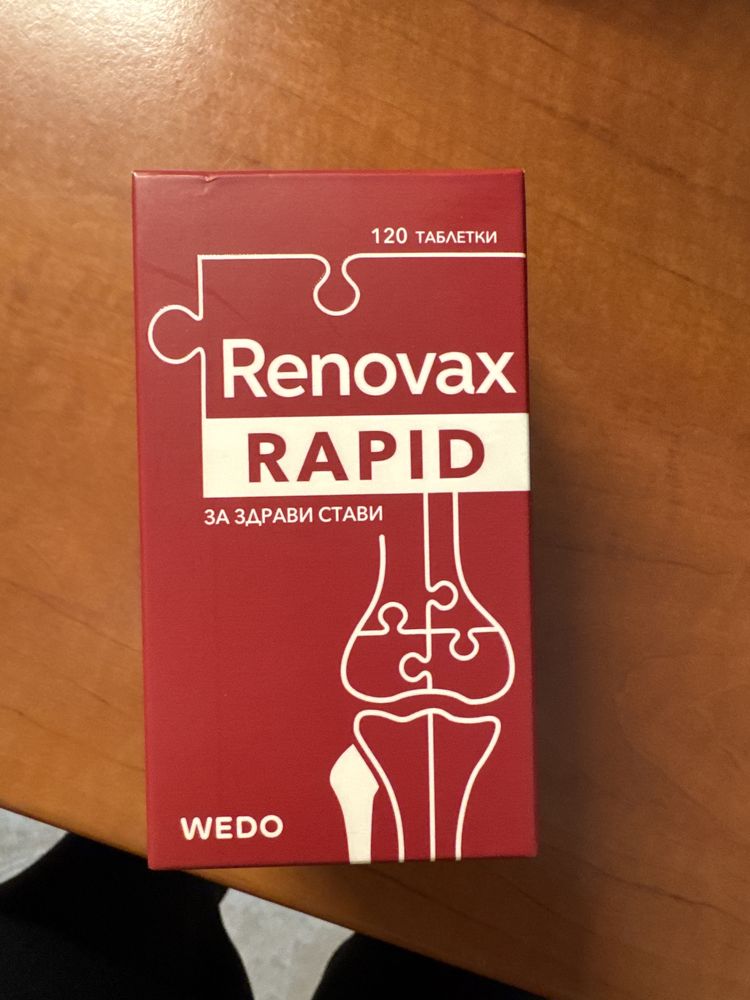 120 ТАБЛЕТКИ
Renovax
RAPID
ЗА ЗДРАВИ СТАВИ
WEDO